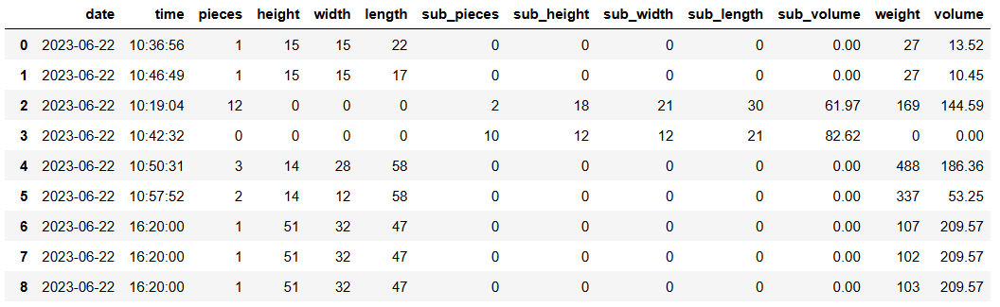 date time pieces height width length sub_pieces sub_height sub_width sub_length sub_volume weight volume
0 2023-06-22 10:36:56 1 15 15 22 0 0 0 0 0.00 27 13.52
1 2023-06-22 10:46:49 1 15 15 17 0 0 0 0 0.00 27 10.45
2 2023-06-22 10:19:04 12 0 0 0 2 18 21 30 61.97 169 144.59
3 2023-06-22 10:42:32 0 0 0 0 10 12 12 21 82.62 0 0.00
4 2023-06-22 10:50:31 3 14 28 58 0 0 0 0 0.00 488 186.36
5 2023-06-22 10:57:52 2 14 12 58 0 0 0 0 0.00 337 53.25
6 2023-06-22 16:20:00 1 51 32 47 0 0 0 0 0.00 107 209.57
7 2023-06-22 16:20:00 1 51 32 47 0 0 0 0 0.00 102 209.57
8 2023-06-22 16:20:00 1 51 32 47 0 0 0 0 0.00 103 209.57